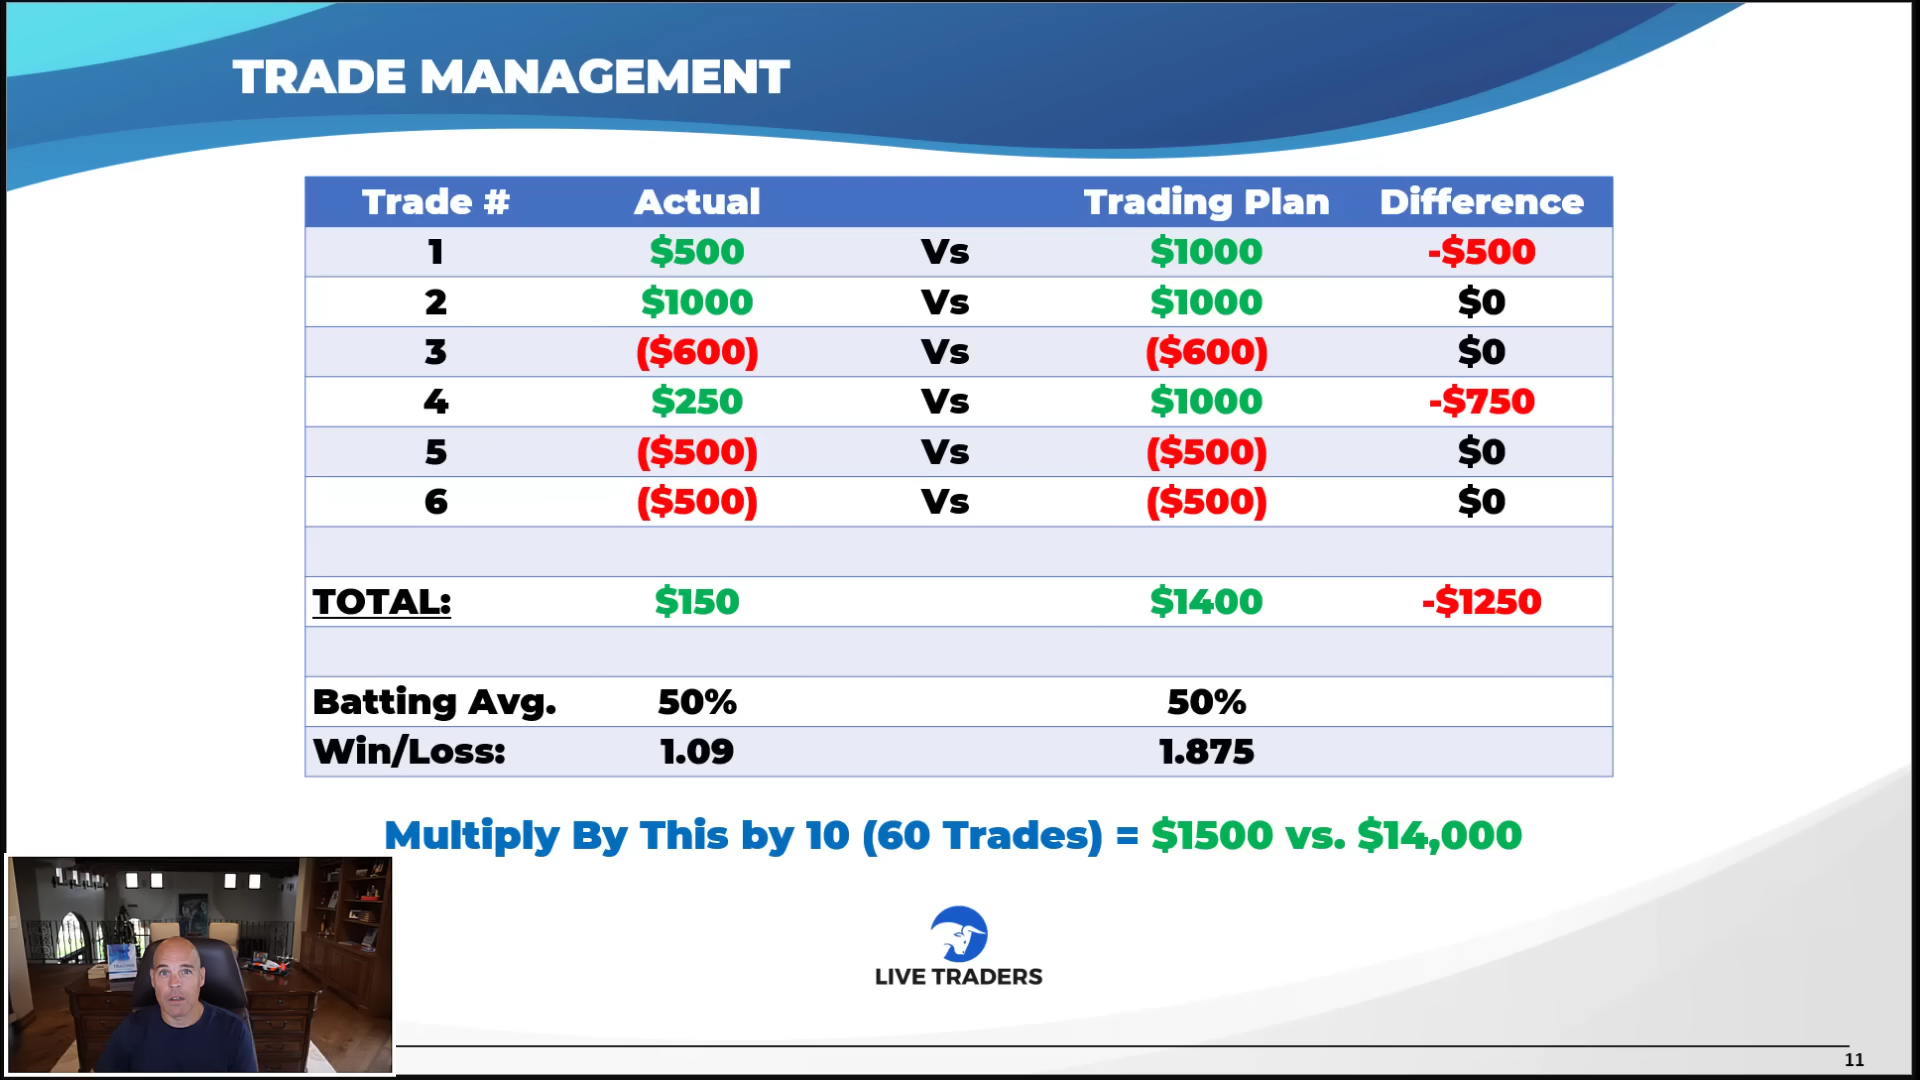 TRADE MANAGEMENT
Trade # Actual Trading Plan Difference
1 $500 Vs $1000 -$500
2 $1000 Vs $1000 $0
3 ($600) Vs ($600) $0
4 $250 Vs $1000 -$750
5 ($500) Vs ($500) $0
6 ($500) Vs ($500) $0
TOTAL: $150 $1400 -$1250
Batting Avg. 50% 50%
Win/Loss: 1.09 1.875
Multiply By This by 10 (60 Trades) = $1500 vs. $14,000
LIVE TRADERS
11